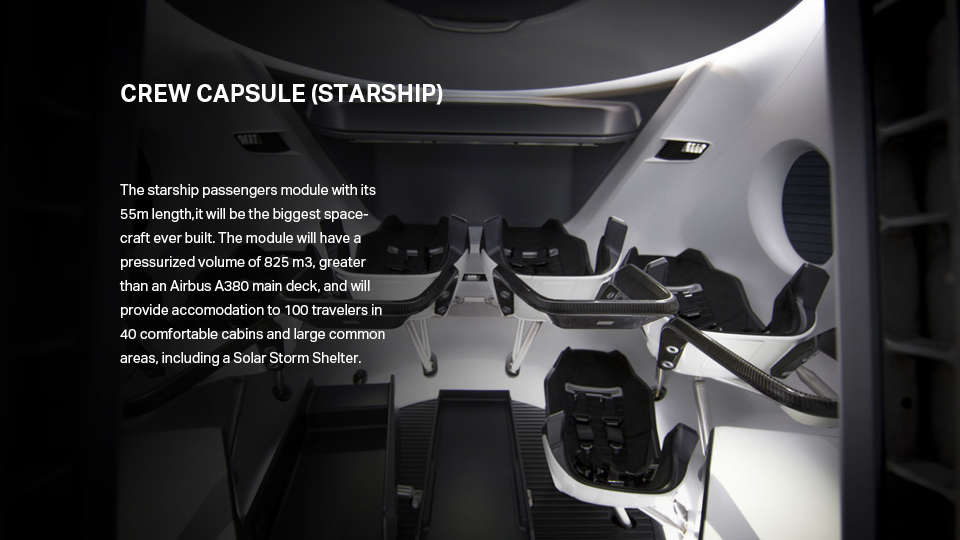 CREW CAPSULE (STARSHIP)
The starship passengers module with its
55m length,it will be the biggest space-
craft ever built. The module will have a
pressurized volume of 825 m3, greater
than an Airbus A380 main deck, and will
provide accomodation to 100 travelers in
40 comfortable cabins and large common
areas, including a Solar Storm Shelter.